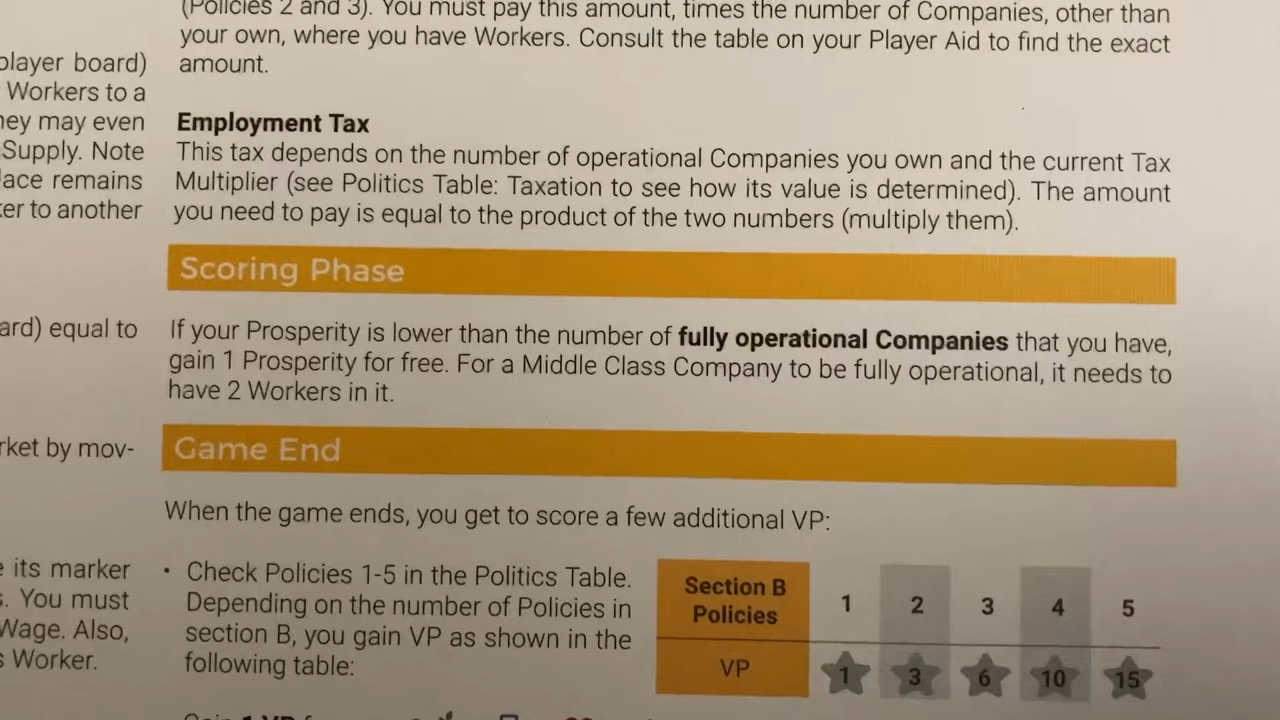 player board)
Workers to a
hey may even
Supply. Note
lace remains
ker to another
ard) equal to
rket by mov-
e its marker
s. You must
Wage. Also,
s Worker.
(Policies 2 and 3). You must pay this amount, times the number of Companies, other than
your own, where you have Workers. Consult the table on your Player Aid to find the exact
amount.
Employment Tax
This tax depends on the number of operational Companies you own and the current Tax
Multiplier (see Politics Table: Taxation to see how its value is determined). The amount
you need to pay is equal to the product of the two numbers (multiply them).
Scoring Phase
If your Prosperity is lower than the number of fully operational Companies that you have,
gain 1 Prosperity for free. For a Middle Class Company to be fully operational, it needs to
have 2 Workers in it.
Game End
When the game ends, you get to score a few additional VP:
• Check Policies 1-5 in the Politics Table.
Depending on the number of Policies in
section B, you gain VP as shown in the
following table:
Section B
Policies
1 2 3 4 5
VP 1 3 6 10 15